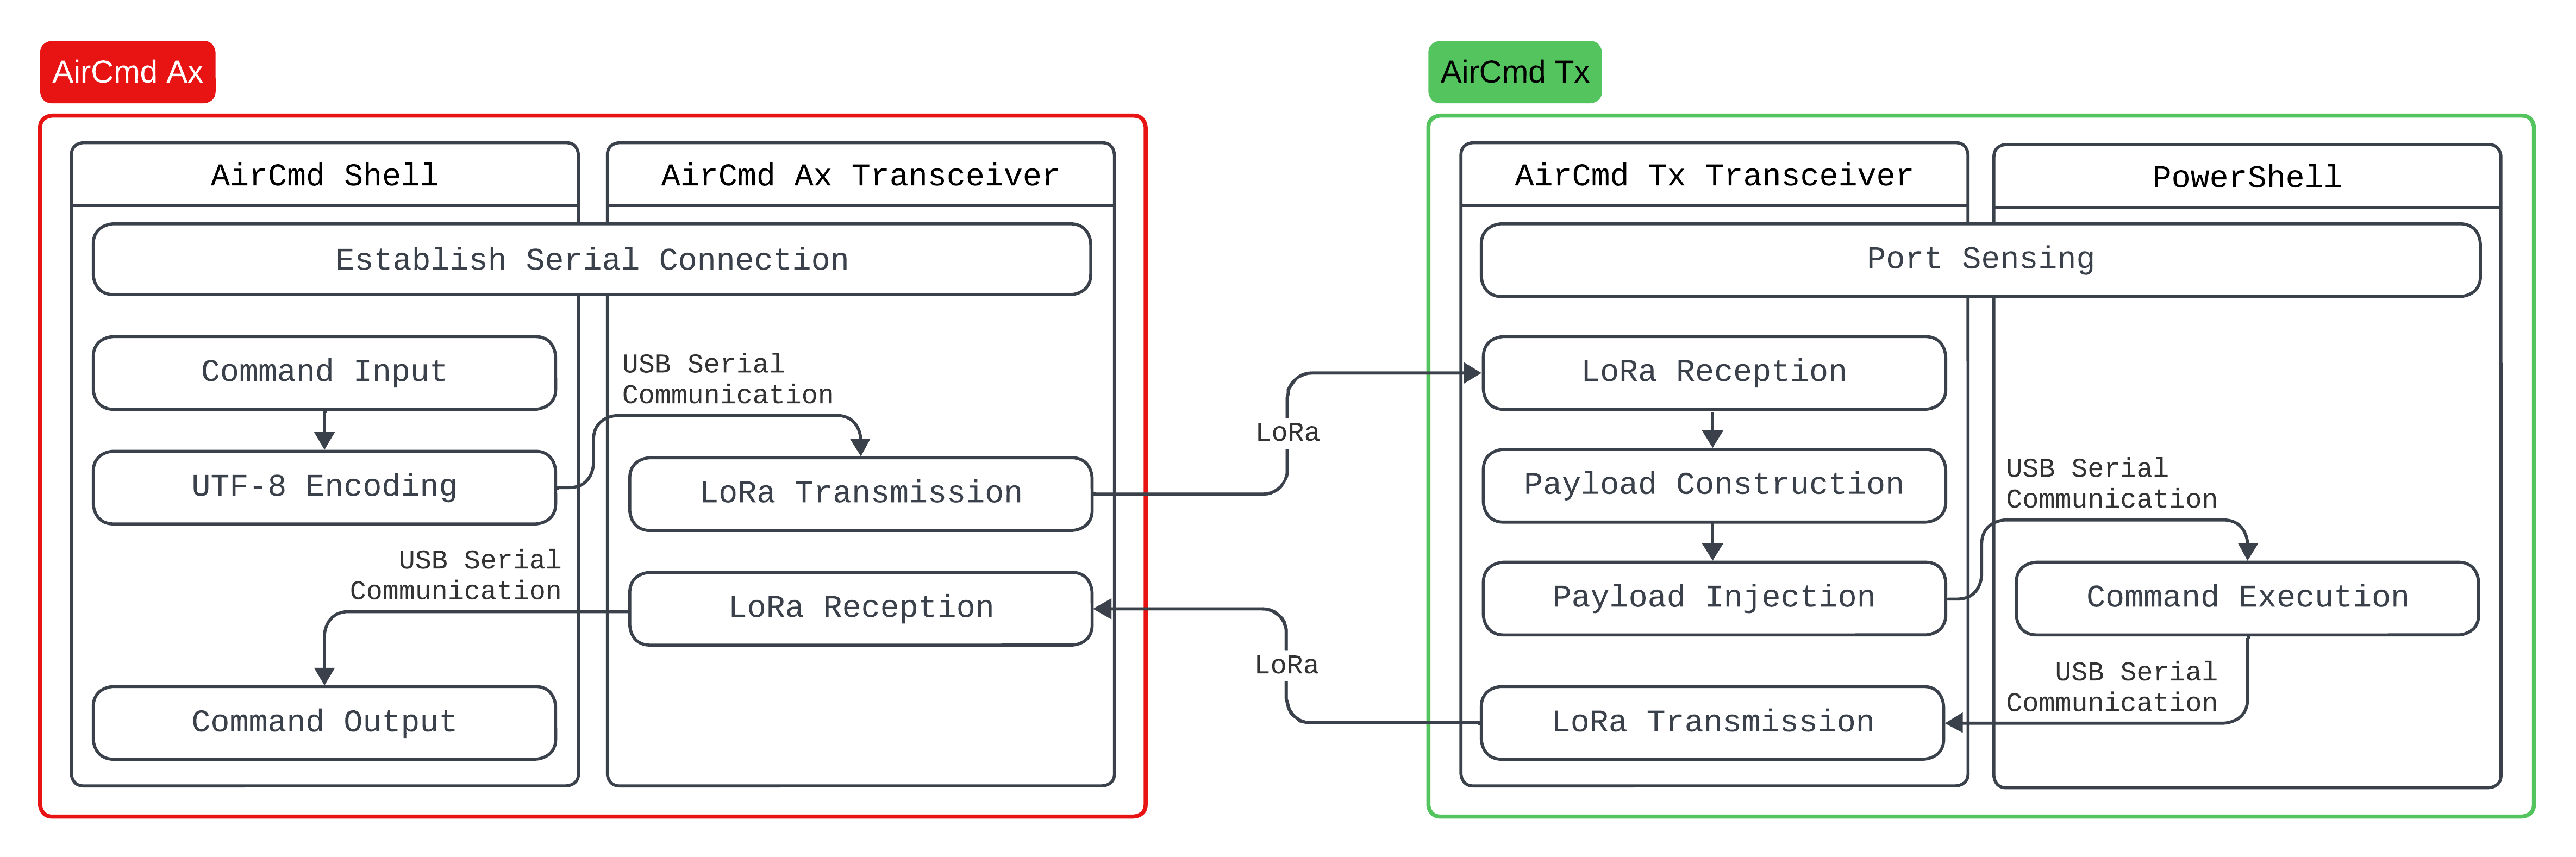 AirCmd Ax
AirCmd Shell
AirCmd Ax Transceiver
Establish Serial Connection
Command Input
USB Serial
Communication
UTF-8 Encoding
LoRa Transmission
USB Serial
Communication
LoRa Reception
Command Output
LoRa
LoRa
AirCmd Tx
AirCmd Tx Transceiver
PowerShell
Port Sensing
LoRa Reception
Payload Construction
USB Serial
Communication
Payload Injection
Command Execution
USB Serial
Communication
LoRa Transmission